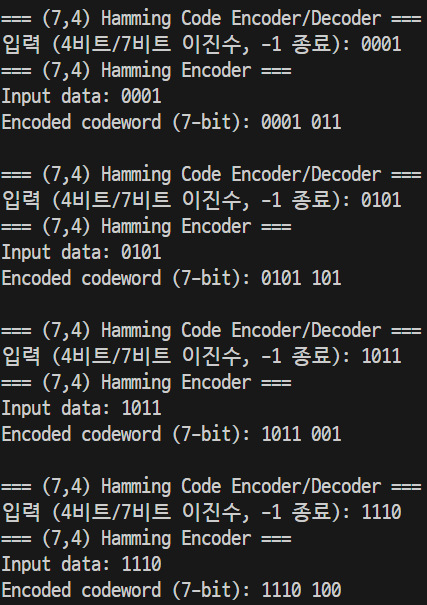 === (7,4) Hamming Code Encoder/Decoder ===
입력 (4비트/7비트 이진수, -1 종료): 0001
=== (7,4) Hamming Encoder ===
Input data: 0001
Encoded codeword (7-bit): 0001 011
=== (7,4) Hamming Code Encoder/Decoder ===
입력 (4비트/7비트 이진수, -1 종료): 0101
=== (7,4) Hamming Encoder ===
Input data: 0101
Encoded codeword (7-bit): 0101 101
=== (7,4) Hamming Code Encoder/Decoder ===
입력 (4비트/7비트 이진수, -1 종료): 1011
=== (7,4) Hamming Encoder ===
Input data: 1011
Encoded codeword (7-bit): 1011 001
=== (7,4) Hamming Code Encoder/Decoder ===
입력 (4비트/7비트 이진수, -1 종료): 1110
=== (7,4) Hamming Encoder ===
Input data: 1110
Encoded codeword (7-bit): 1110 100